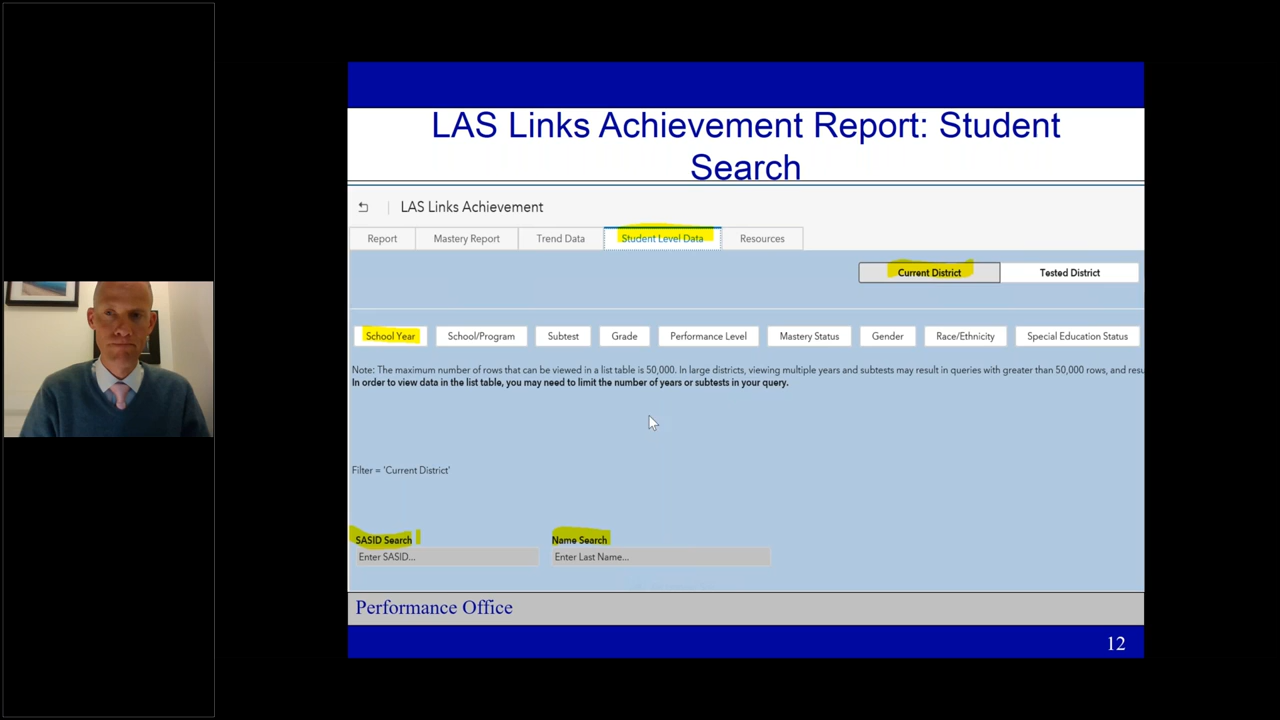 LAS Links Achievement Report: Student
Search
LAS Links Achievement
Report
Mastery Report
Trend Data
Student Level Data
Resources
Current District
Tested District
School Year
School/Program
Subtest
Grade
Performance Level
Mastery Status
Gender
Race/Ethnicity
Special Education Status
Note: The maximum number of rows that can be viewed in a list table is 50,000. In large districts, viewing multiple years and subtests may result in queries with greater than 50,000 rows, and resu
In order to view data in the list table, you may need to limit the number of years or subtests in your query.
Filter = 'Current District'
SASID Search
Name Search
Enter SASID...
Enter Last Name...
Performance Office
12